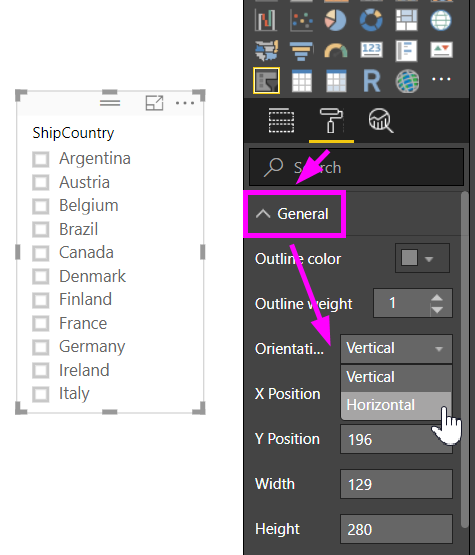 ShipCountry
Argentina
Austria
Belgium
Brazil
Canada
Denmark
Finland
France
Germany
Ireland
Italy
123
R
Search
General
Outline color
Outline weight 1
Orientati... Vertical
Vertical
Horizontal
X Position
Y Position 196
Width 129
Height 280